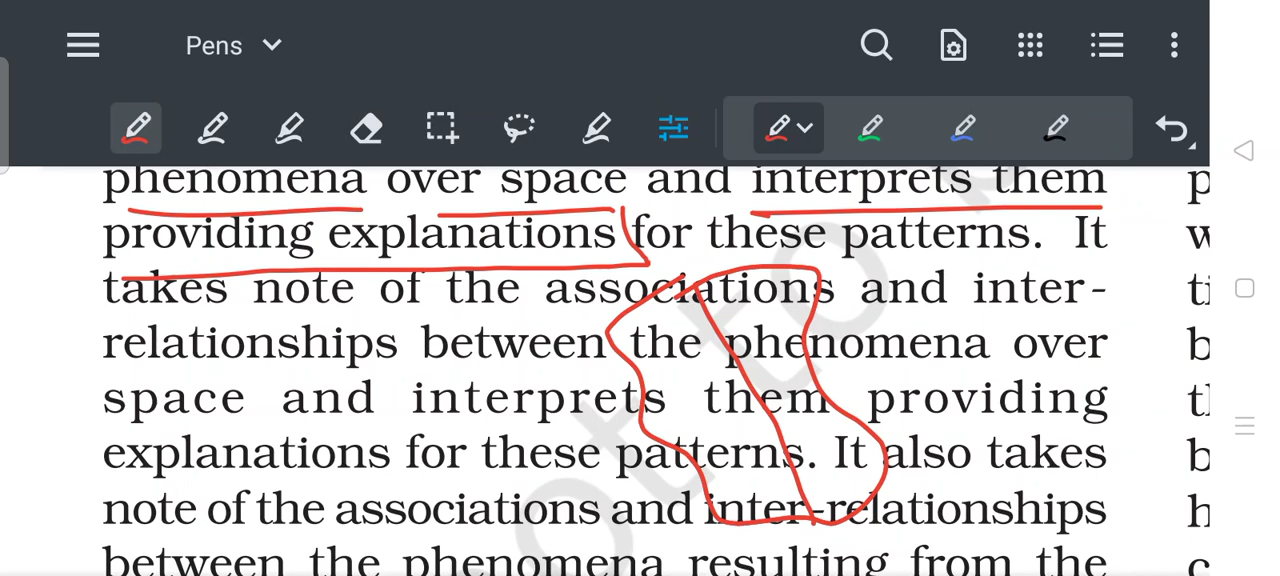 Pens
phenomena over space and interprets them
providing explanations for these patterns. It
takes note of the associations and inter-
relationships between the phenomena over
space and interprets them providing
explanations for these patterns. It also takes
note of the associations and inter-relationships
between the phenomena resulting from the